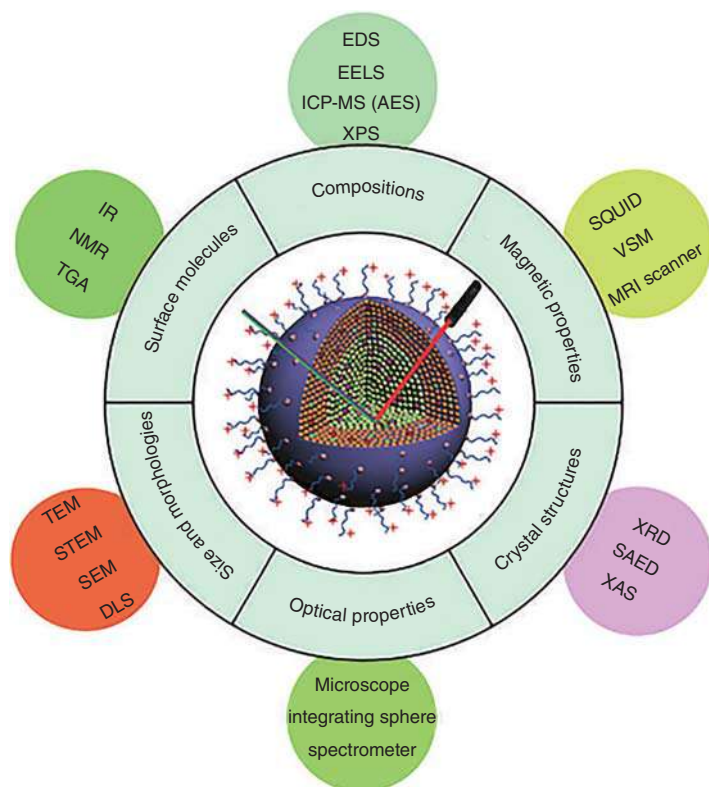 EDS
EELS
ICP-MS (AES)
XPS
Compositions
SQUID
VSM
MRI scanner
Magnetic properties
XRD
SAED
XAS
Crystal structures
Microscope
integrating sphere
spectrometer
Optical properties
TEM
STEM
SEM
DLS
Size and morphologies
IR
NMR
TGA
Surface molecules